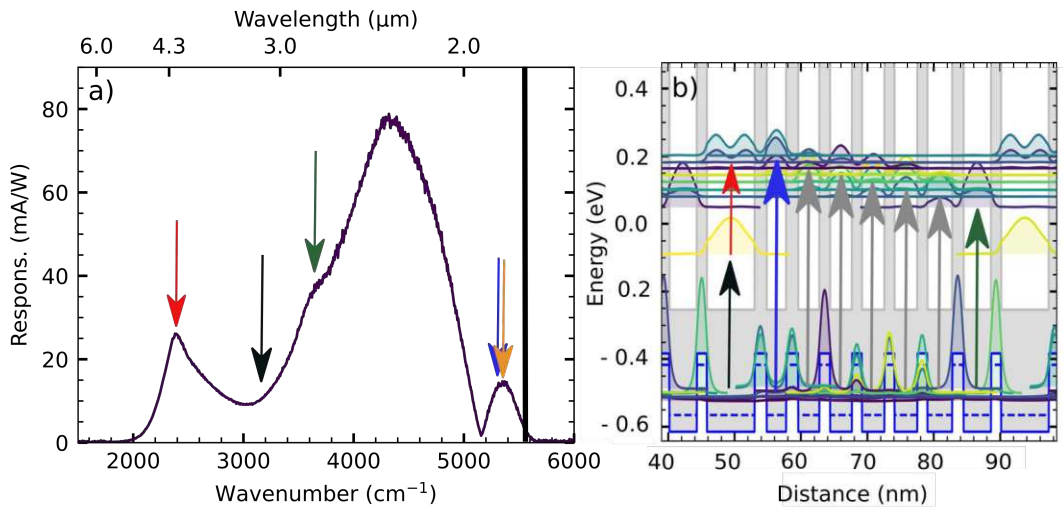 Wavelength (μm)
6.0 4.3 3.0 2.0
a)
80
60
40
20
0
Respons. (mA/W)
2000 3000 4000 5000 6000
Wavenumber (cm⁻¹)
b)
0.4
0.2
0.0
0.2
- 0.4
- 0.6
Energy (eV)
40 50 60 70 80 90
Distance (nm)